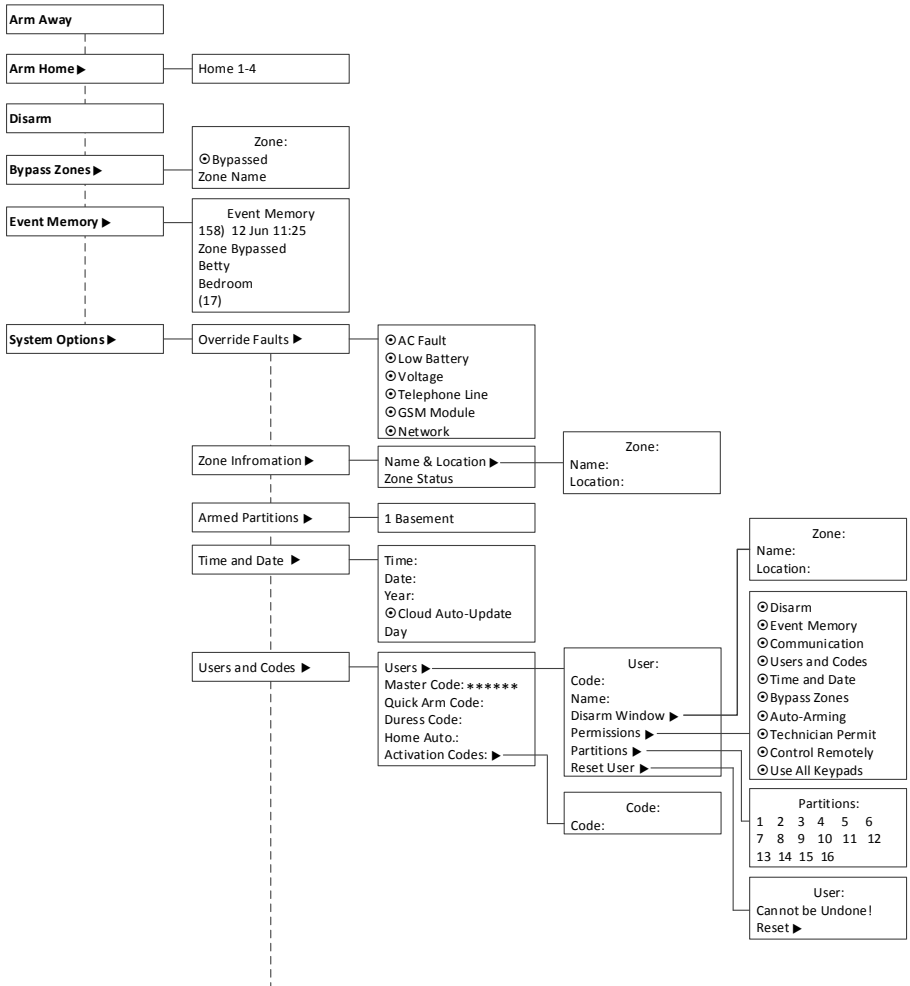 Arm Away
Arm Home ▶
Home 1-4
Disarm
Bypass Zones ▶
Zone:
⦿ Bypassed
Zone Name
Event Memory ▶
Event Memory
158) 12 Jun 11:25
Zone Bypassed
Betty
Bedroom
(17)
System Options ▶
Override Faults ▶
⦿ AC Fault
⦿ Low Battery
⦿ Voltage
⦿ Telephone Line
⦿ GSM Module
⦿ Network
Zone Infromation ▶
Name & Location ▶
Zone Status
Zone:
Name:
Location:
Armed Partitions ▶
1 Basement
Time and Date ▶
Time:
Date:
Year:
⦿ Cloud Auto-Update
Day
Users and Codes ▶
Users ▶
Master Code: ******
Quick Arm Code:
Duress Code:
Home Auto.:
Activation Codes: ▶
User:
Code:
Name:
Disarm Window ▶
Permissions ▶
Partitions ▶
Reset User ▶
Code:
Code:
Zone:
Name:
Location:
⦿ Disarm
⦿ Event Memory
⦿ Communication
⦿ Users and Codes
⦿ Time and Date
⦿ Bypass Zones
⦿ Auto-Arming
⦿ Technician Permit
⦿ Control Remotely
⦿ Use All Keypads
Partitions:
1 2 3 4 5 6
7 8 9 10 11 12
13 14 15 16
User:
Cannot be Undone!
Reset ▶